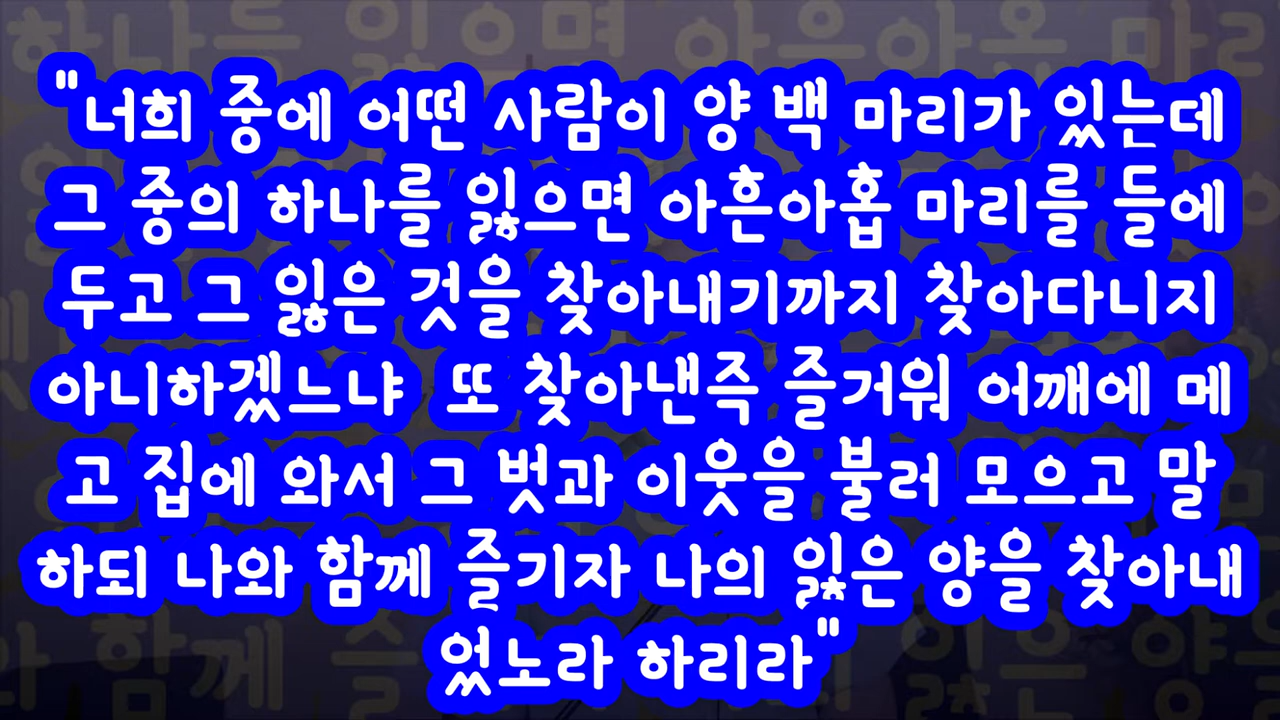 "너희 중에 어떤 사람이 양 백 마리가 있는데
그 중의 하나를 잃으면 아흔아홉 마리를 들에
두고 그 잃은 것을 찾아내기까지 찾아다니지
아니하겠느냐 또 찾아낸즉 즐거워 어깨에 메
고 집에 와서 그 벗과 이웃을 불러 모으고 말
하되 나와 함께 즐기자 나의 잃은 양을 찾아내
었노라 하리라"